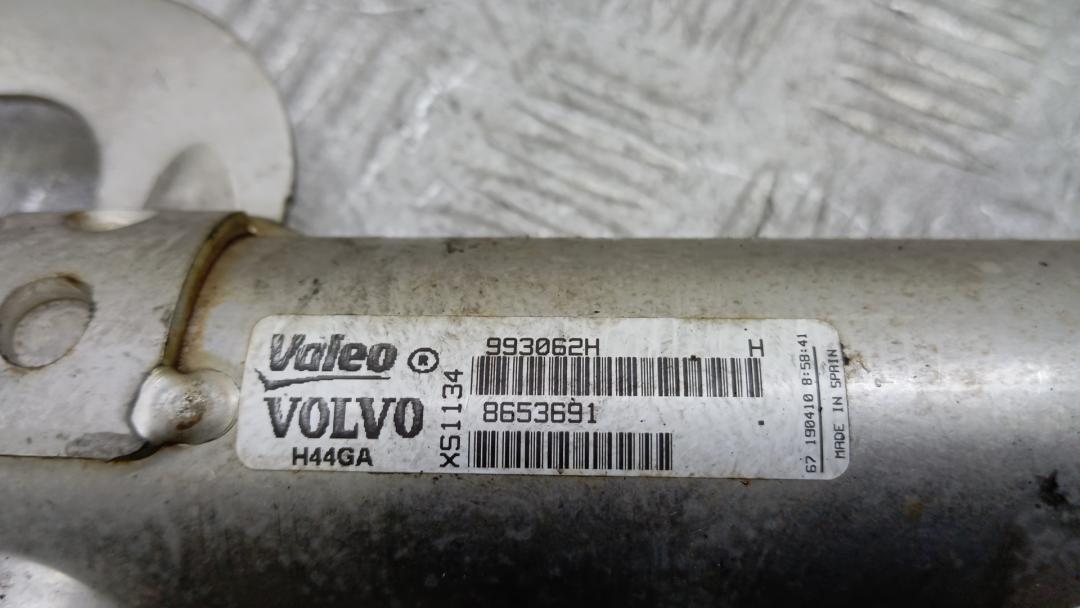 Valeo ®
VOLVO
H44GA
XS1134
993062H H
8653691
67 190410 8:58:41
MADE IN SPAIN